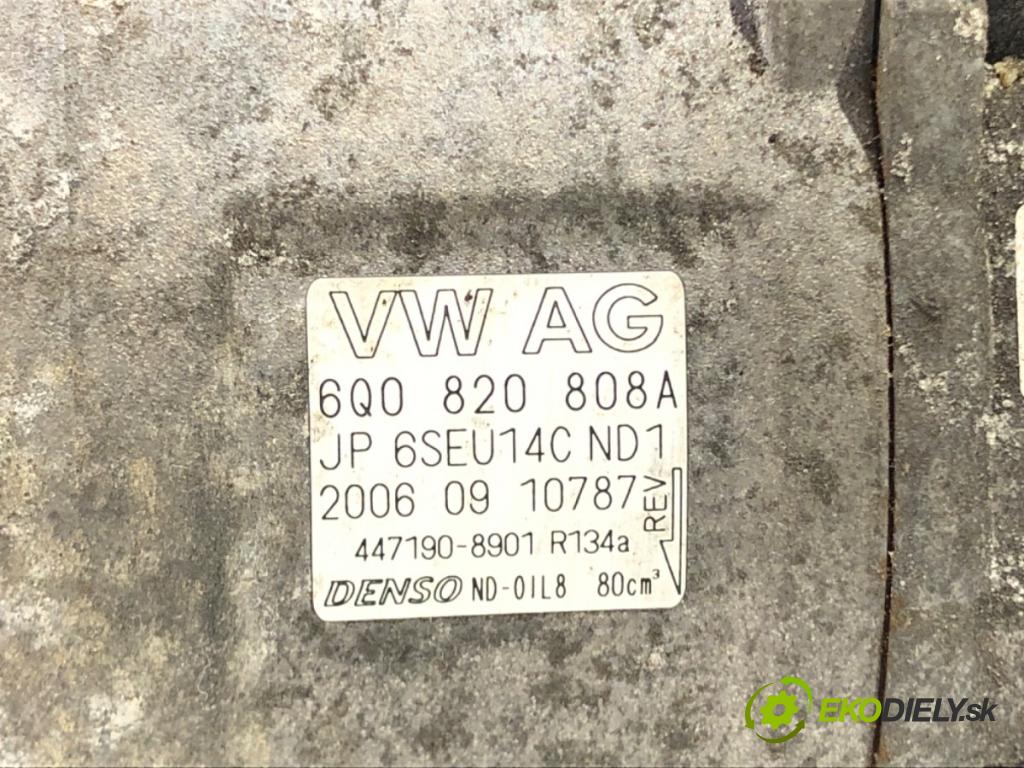 VW AG
6Q0 820 808A
JP 6SEU14C ND1
2006 09 10787
REV
447190-8901 R134a
DENSO ND-OIL8 80cm³
EKODIELY.sk